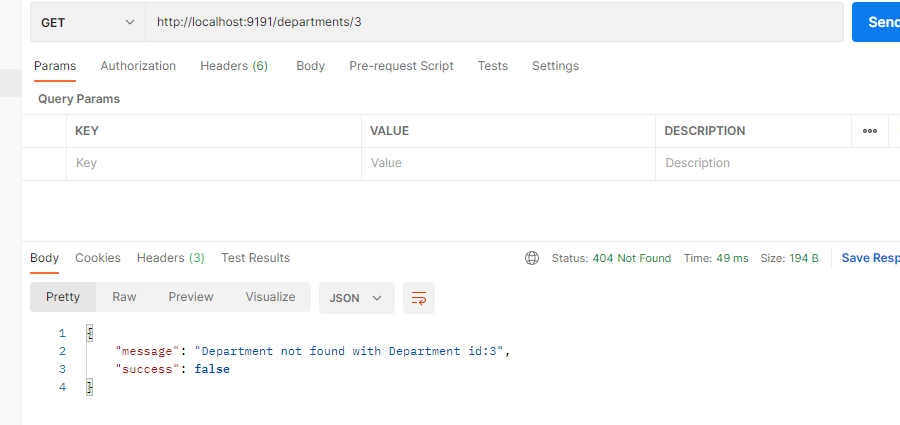 GET http://localhost:9191/departments/3 Send
Params Authorization Headers (6) Body Pre-request Script Tests Settings
Query Params
KEY VALUE DESCRIPTION
Key Value Description
Body Cookies Headers (3) Test Results Status: 404 Not Found Time: 49 ms Size: 194 B Save Resp
Pretty Raw Preview Visualize JSON
1 {
2 "message": "Department not found with Department id:3",
3 "success": false
4 }